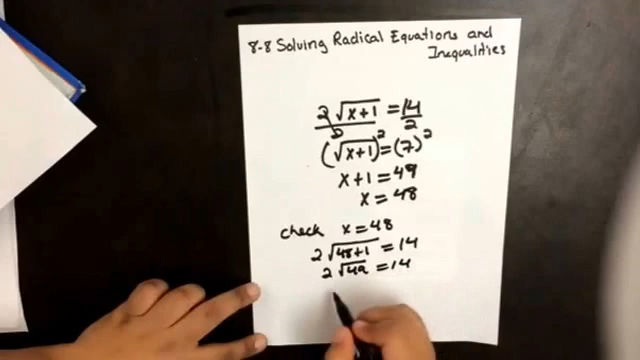 8-8 Solving Radical Equations and
Inequalities
2√x+1 = 14
2 2
(√x+1)² = (7)²
x+1 = 49
x = 48
check x = 48
2√48+1 = 14
2√49 = 14